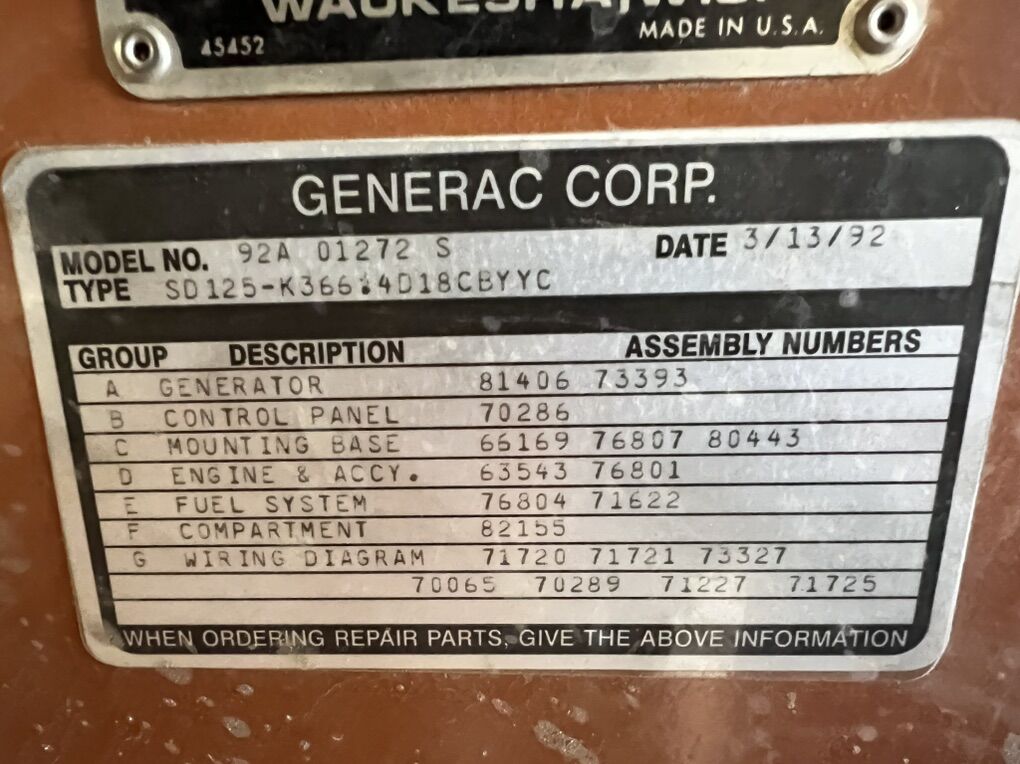 WAUKESHA, WIS.
45452 MADE IN U.S.A.
GENERAC CORP.
MODEL NO. 92A 01272 S DATE 3/13/92
TYPE
GROUP DESCRIPTION ASSEMBLY NUMBERS
A GENERATOR 81406 73393
B CONTROL PANEL 70286
C MOUNTING BASE 66169 76807 80443
D ENGINE & ACCY. 63543 76801
E FUEL SYSTEM 76804 71622
F COMPARTMENT 82155
G WIRING DIAGRAM 71720 71721 73327
70065 70289 71227 71725
WHEN ORDERING REPAIR PARTS, GIVE THE ABOVE INFORMATION